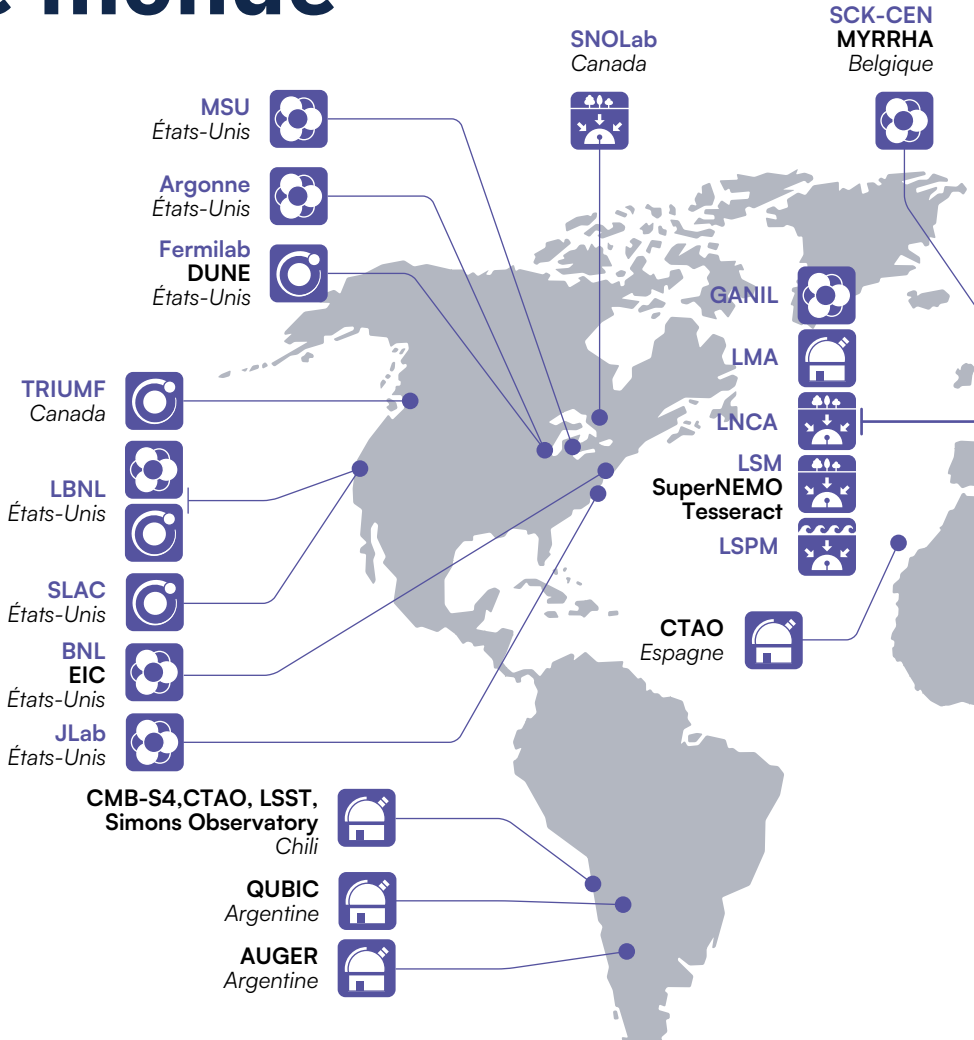 e monde
SCK-CEN
MYRRHA
Belgique
SNOLab
Canada
MSU
États-Unis
Argonne
États-Unis
Fermilab
DUNE
États-Unis
GANIL
LMA
TRIUMF
Canada
LNCA
LSM
SuperNEMO
Tesseract
LBNL
États-Unis
LSPM
SLAC
États-Unis
CTAO
Espagne
BNL
EIC
États-Unis
JLab
États-Unis
CMB-S4,CTAO, LSST,
Simons Observatory
Chili
QUBIC
Argentine
AUGER
Argentine